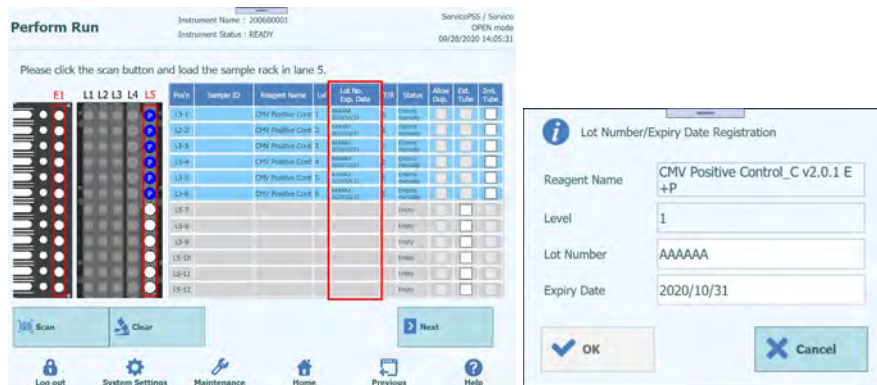 Perform Run
Instrument Name : 200680001
Instrument Status : READY
ServicePSS / Service
OPEN mode
09/28/2020 14:05:31
Please click the scan button and load the sample rack in lane 5.
E1 L1 L2 L3 L4 L5
Pos'n Sample ID Reagent Name Lot No. Exp. Date Status Allow Dup. Ext. Tube 2mL Tube
L5-1 CMV Positive Cont 1
L5-2 CMV Positive Cont 2
L5-3 CMV Positive Cont 3
L5-4 CMV Positive Cont 4
L5-5 CMV Positive Cont 5
L5-6 CMV Positive Cont 6
L5-7 Empty
L5-8 Empty
L5-9 Empty
L5-10 Empty
L5-11 Empty
L5-12 Empty
P
P
P
P
P
P
Scan
Clear
Next
Log out
System Settings
Maintenance
Home
Previous
Help
Lot Number/Expiry Date Registration
Reagent Name CMV Positive Control_C v2.0.1 E
+P
Level 1
Lot Number AAAAAA
Expiry Date 2020/10/31
OK
Cancel